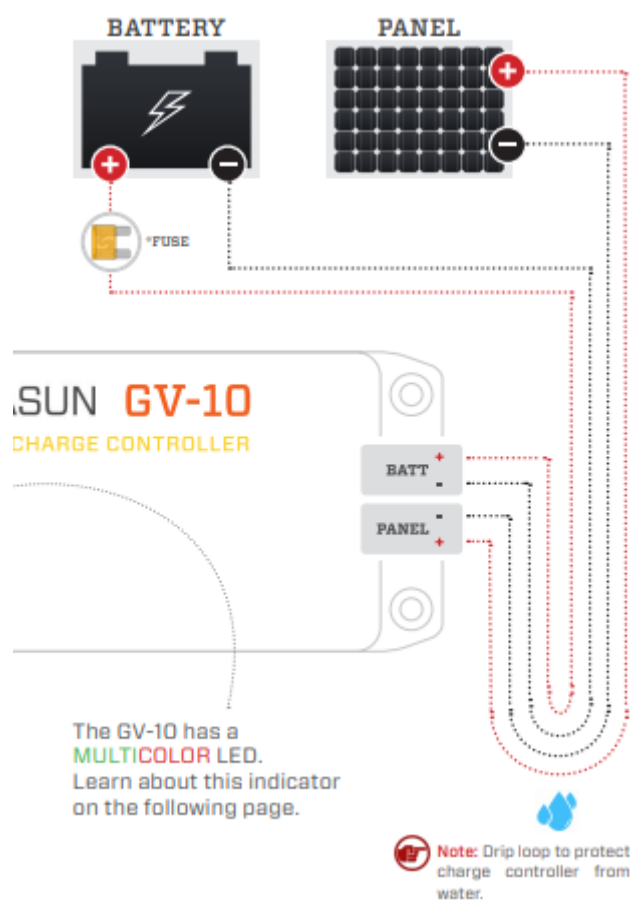 BATTERY
PANEL
+
-
+
-
*FUSE
ASUN GV-10
CHARGE CONTROLLER
BATT + -
PANEL - +
The GV-10 has a
MULTICOLOR LED.
Learn about this indicator
on the following page.
Note: Drip loop to protect
charge controller from
water.